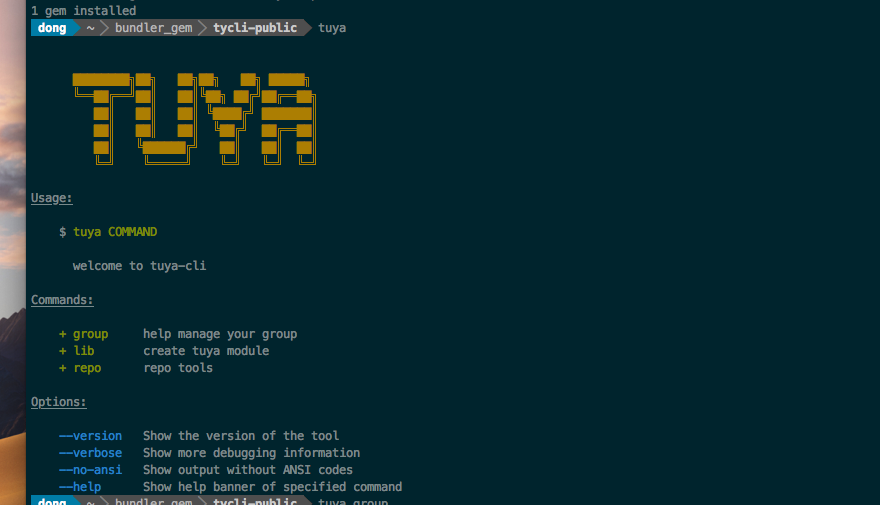 1 gem installed
dong ~ bundler_gem tycli-public tuya
TUYA
Usage:
$ tuya COMMAND
welcome to tuya-cli
Commands:
+ group help manage your group
+ lib create tuya module
+ repo repo tools
Options:
--version Show the version of the tool
--verbose Show more debugging information
--no-ansi Show output without ANSI codes
--help Show help banner of specified command
dong ~ bundler_gem tycli-public tuya group